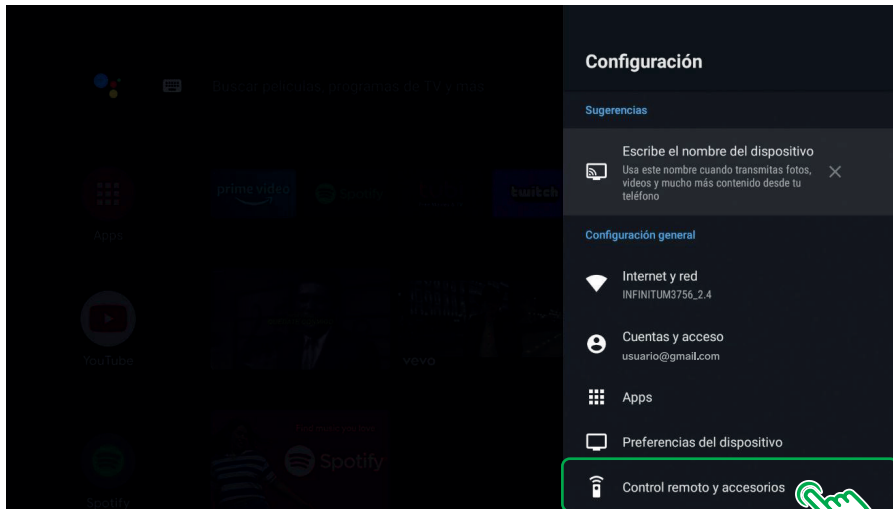 Configuración
Sugerencias
Escribe el nombre del dispositivo
Usa este nombre cuando transmitas fotos,
videos y mucho más contenido desde tu
teléfono
Configuración general
Internet y red
INFINITUM3756_2.4
Cuentas y acceso
usuario@gmail.com
Apps
Preferencias del dispositivo
Control remoto y accesorios
Buscar películas, programas de TV y más
prime video
Spotify
twitch
Apps
YouTube
vevo
Spotify
Spotify